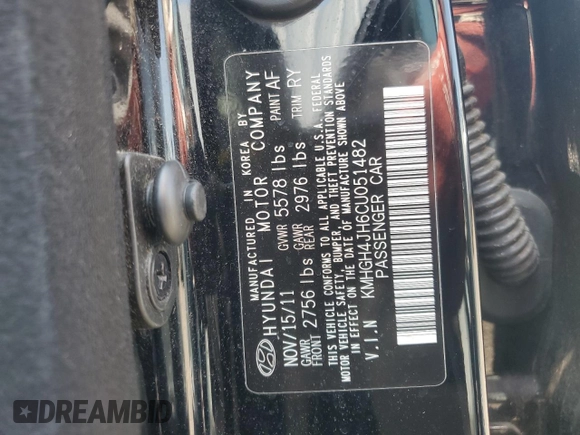 MANUFACTURED IN KOREA BY
HYUNDAI MOTOR COMPANY
NOV/15/11 GVWR 5578 lbs PAINT AF
GAWR FRONT 2756 lbs GAWR REAR 2976 lbs TRIM RY
THIS VEHICLE CONFORMS TO ALL APPLICABLE U.S.A. FEDERAL
MOTOR VEHICLE SAFETY, BUMPER, AND THEFT PREVENTION STANDARDS
IN EFFECT ON THE DATE OF MANUFACTURE SHOWN ABOVE
V.I.N KMHGH4JH6CU051482
PASSENGER CAR
DREAMBID